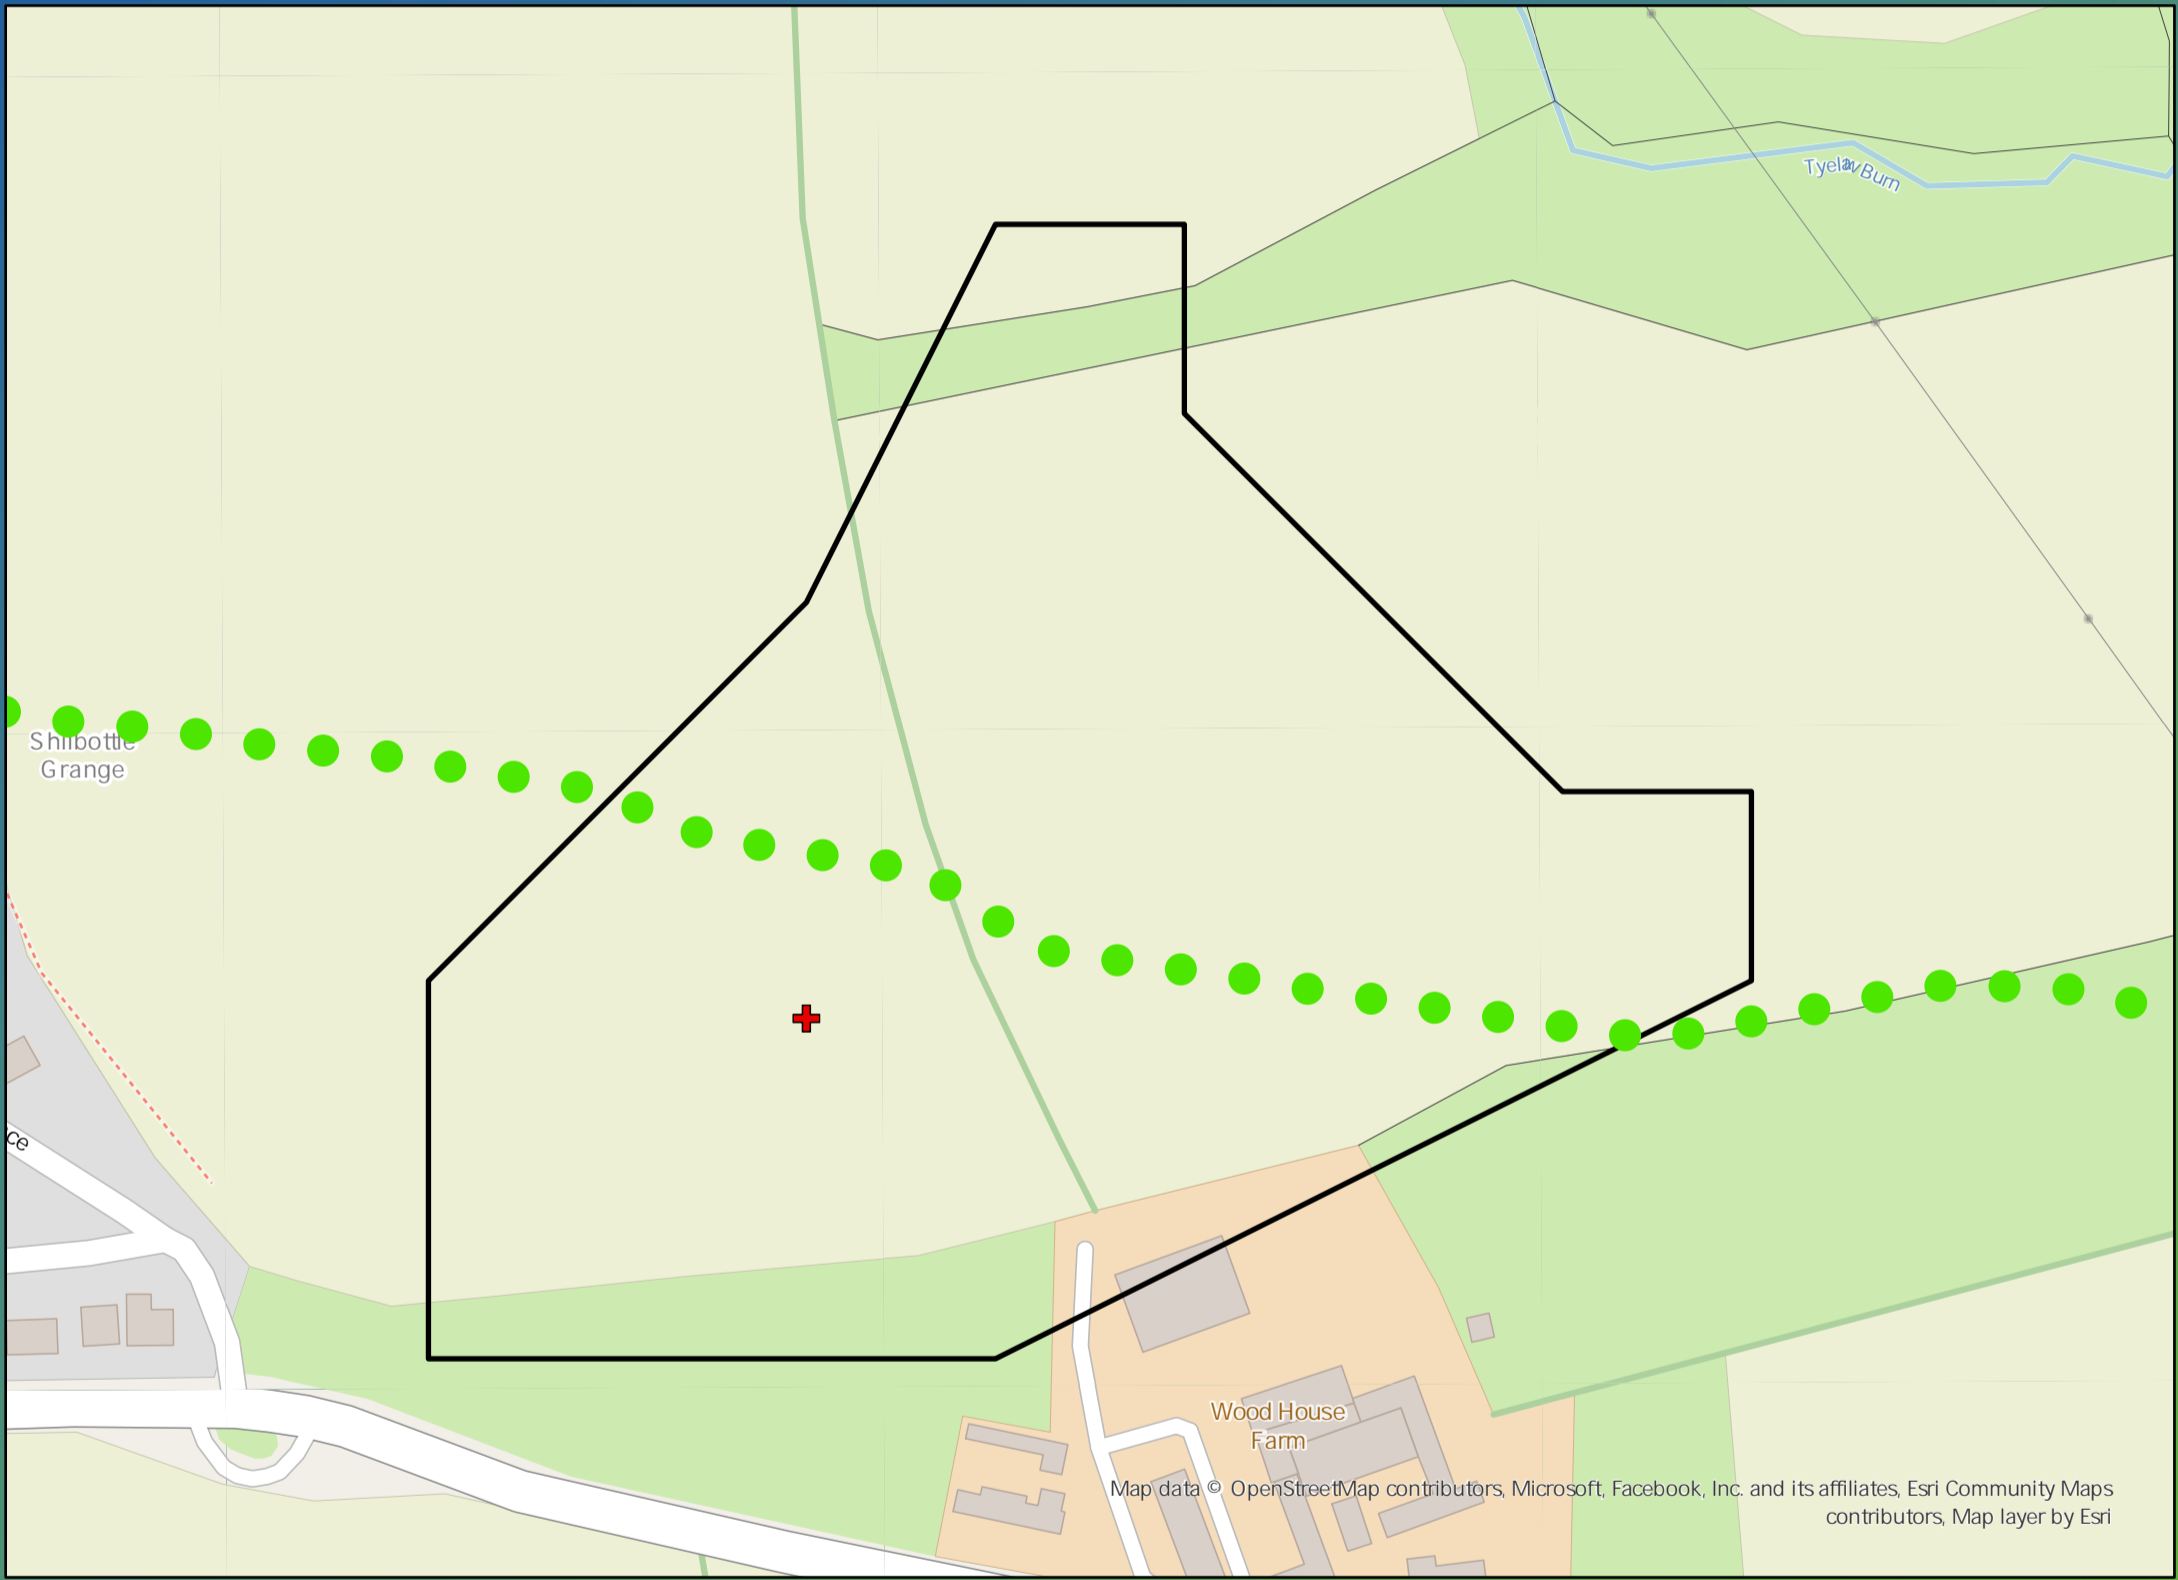 Tyelaw Burn
Shilbottle
Grange
ce
Wood House
Farm
Map data © OpenStreetMap contributors, Microsoft, Facebook, Inc. and its affiliates, Esri Community Maps
contributors, Map layer by Esri